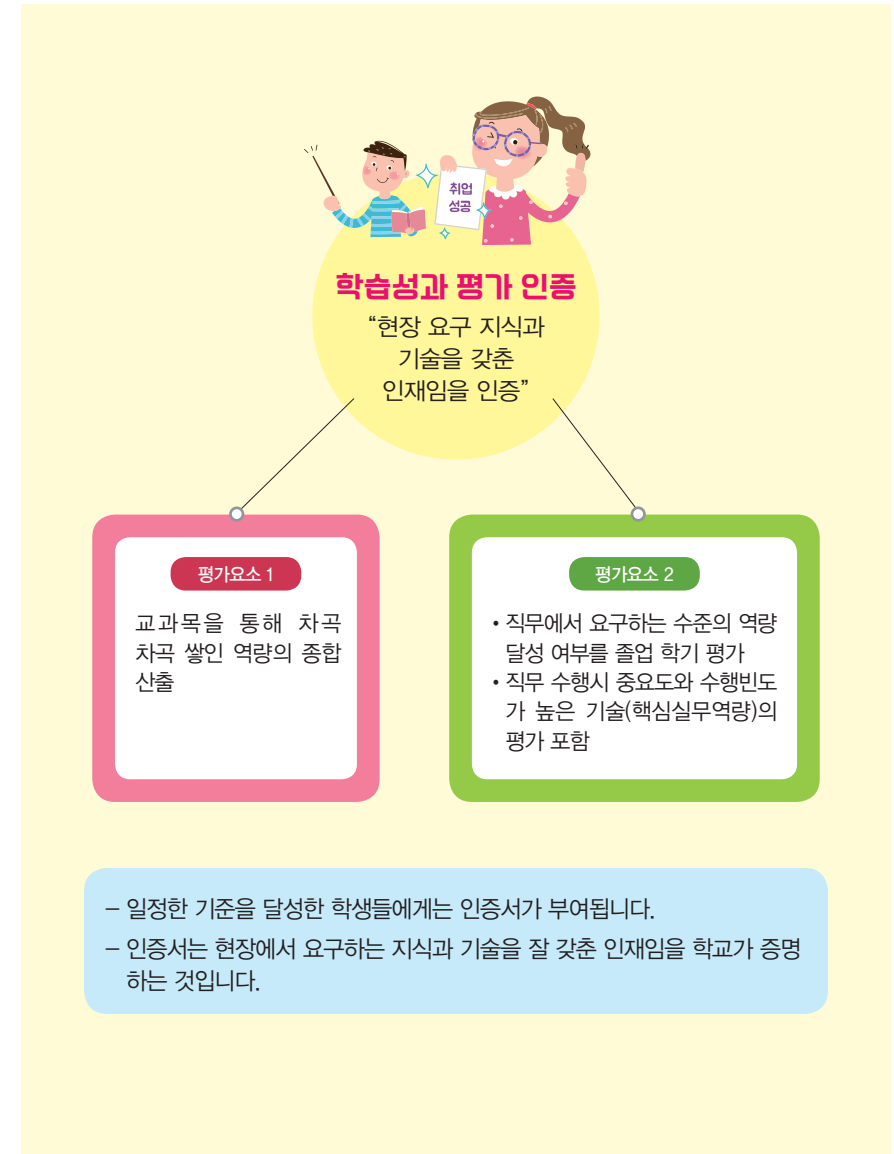 취업
성공
학습성과 평가 인증
“현장 요구 지식과
기술을 갖춘
인재임을 인증”
평가요소 1
교과목을 통해 차곡
차곡 쌓인 역량의 종합
산출
평가요소 2
• 직무에서 요구하는 수준의 역량
달성 여부를 졸업 학기 평가
• 직무 수행시 중요도와 수행빈도
가 높은 기술(핵심실무역량)의
평가 포함
– 일정한 기준을 달성한 학생들에게는 인증서가 부여됩니다.
– 인증서는 현장에서 요구하는 지식과 기술을 잘 갖춘 인재임을 학교가 증명
하는 것입니다.